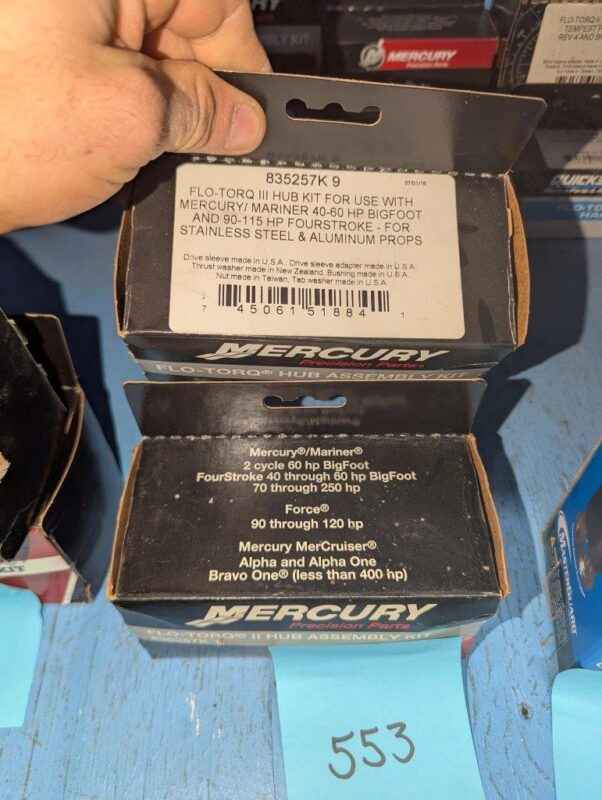 MERCURY
835257K 9
FLO-TORQ III HUB KIT FOR USE WITH
MERCURY/ MARINER 40-60 HP BIGFOOT
AND 90-115 HP FOURSTROKE - FOR
STAINLESS STEEL & ALUMINUM PROPS
Drive sleeve made in U.S.A., Drive sleeve adapter made in U.S.A.
Thrust washer made in New Zealand, Bushing made in U.S.A.
Nut made in Taiwan, Tab washer made in U.S.A.
7 45061 51884 1
MERCURY
Precision Parts
FLO-TORQ® HUB ASSEMBLY KIT
Mercury®/Mariner®
2 cycle 60 hp BigFoot
FourStroke 40 through 60 hp BigFoot
70 through 250 hp
Force®
90 through 120 hp
Mercury MerCruiser®
Alpha and Alpha One
Bravo One® (less than 400 hp)
MERCURY
Precision Parts
FLO-TORQ® II HUB ASSEMBLY KIT
553
KIT